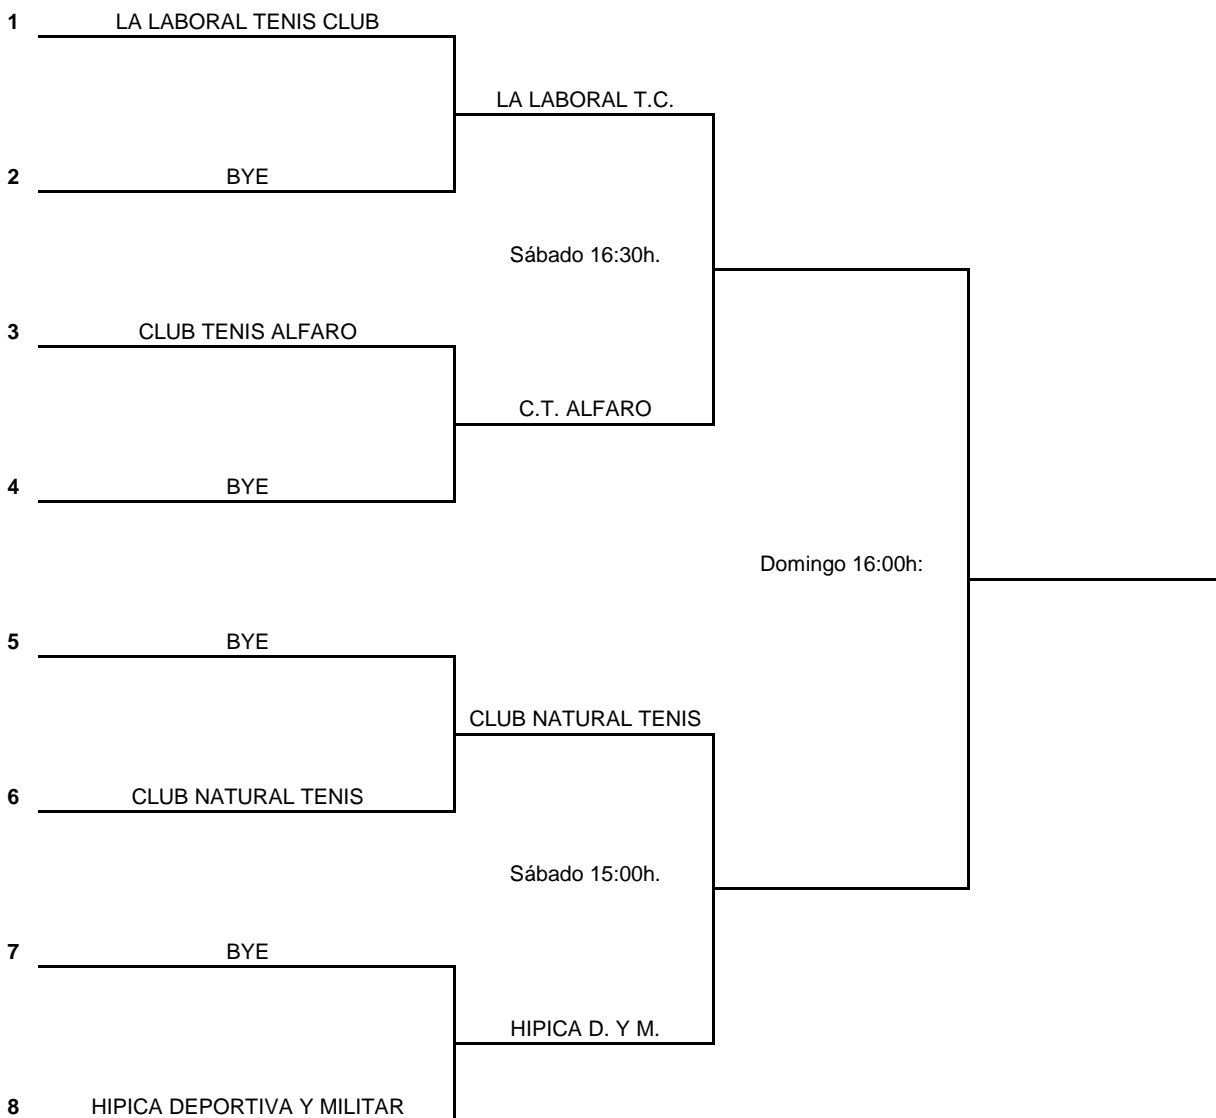 1 LA LABORAL TENIS CLUB
LA LABORAL T.C.
2 BYE
Sábado 16:30h.
3 CLUB TENIS ALFARO
C.T. ALFARO
4 BYE
Domingo 16:00h:
5 BYE
CLUB NATURAL TENIS
6 CLUB NATURAL TENIS
Sábado 15:00h.
7 BYE
HIPICA D. Y M.
8 HIPICA DEPORTIVA Y MILITAR